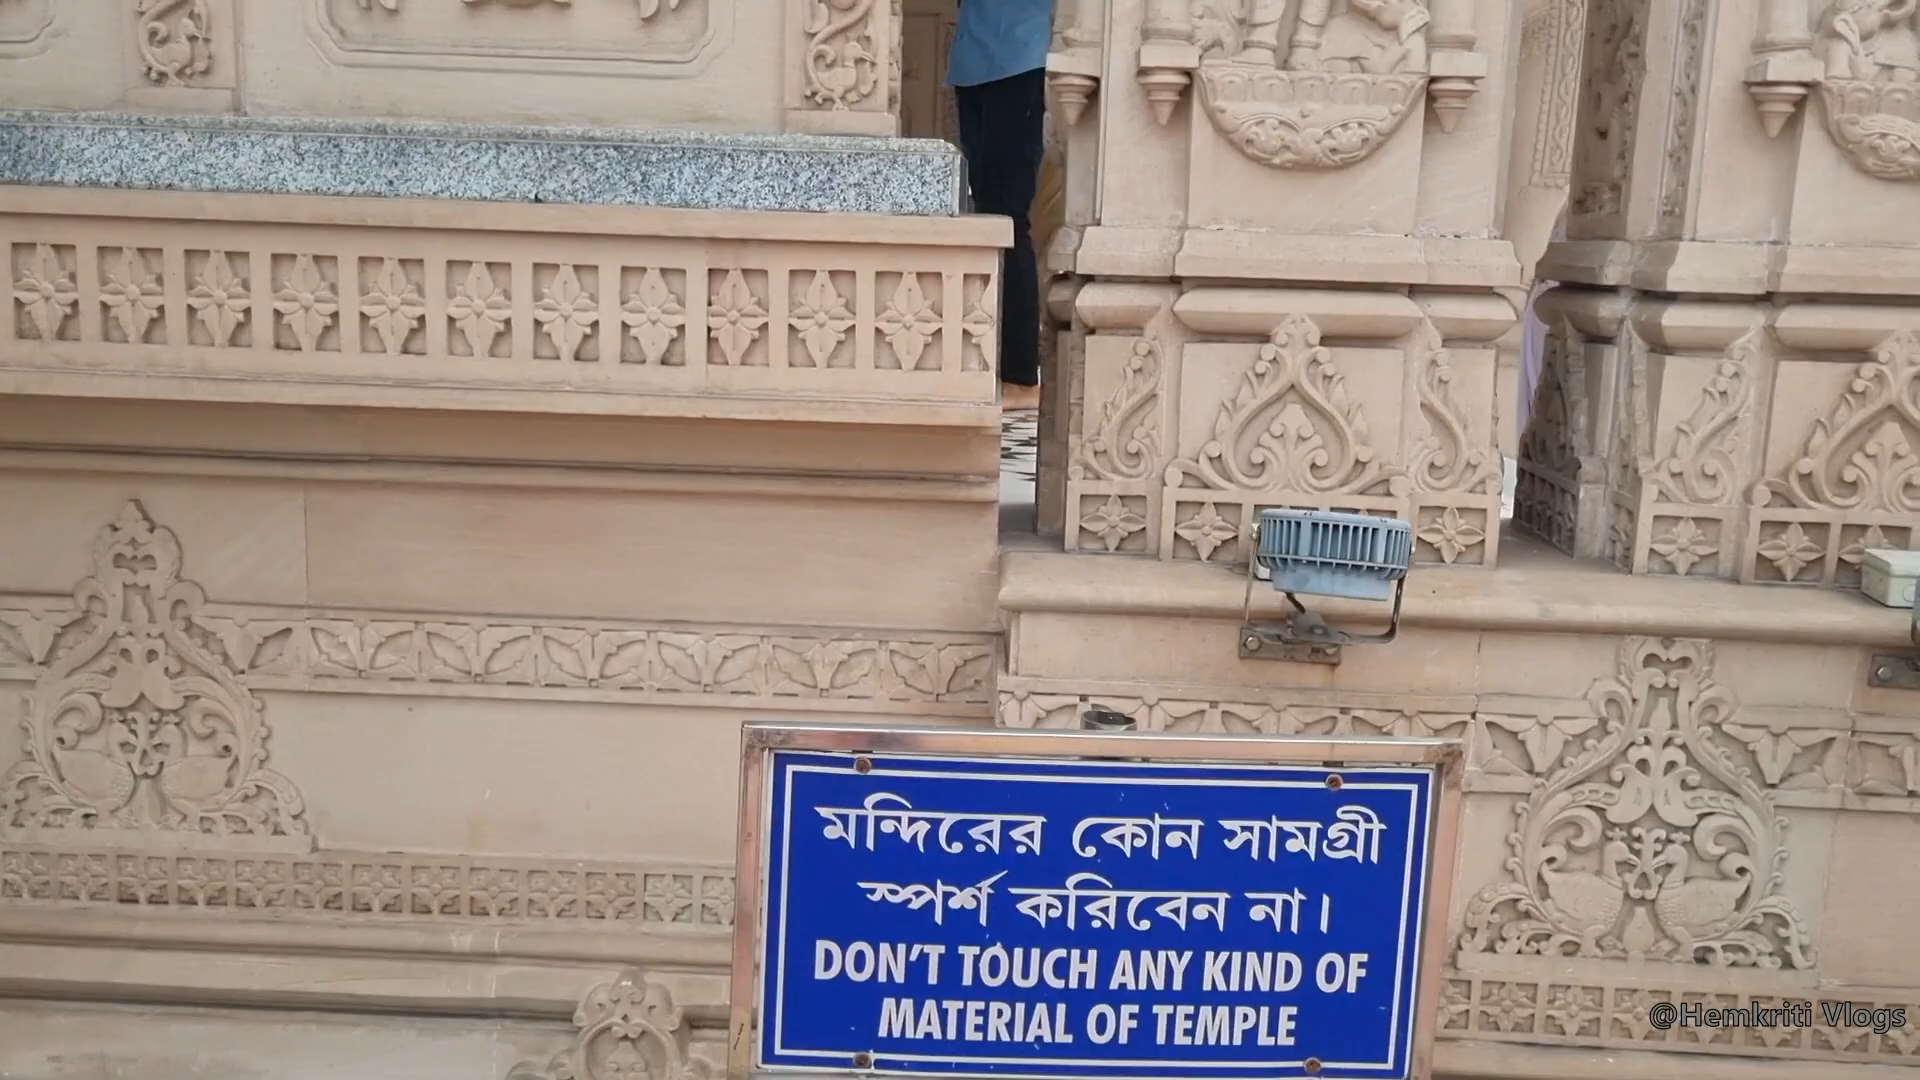 মন্দিরের কোন সামগ্রী
স্পর্শ করিবেন না।
DON'T TOUCH ANY KIND OF
MATERIAL OF TEMPLE
@Hemkriti Vlogs